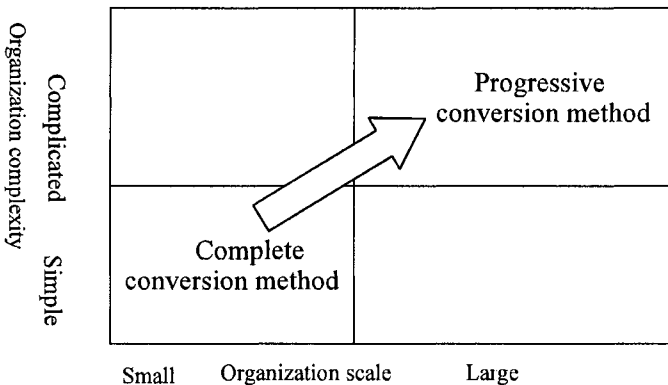 Organization complexity
Complicated
Simple
Progressive
conversion method
Complete
conversion method
Small
Organization scale
Large